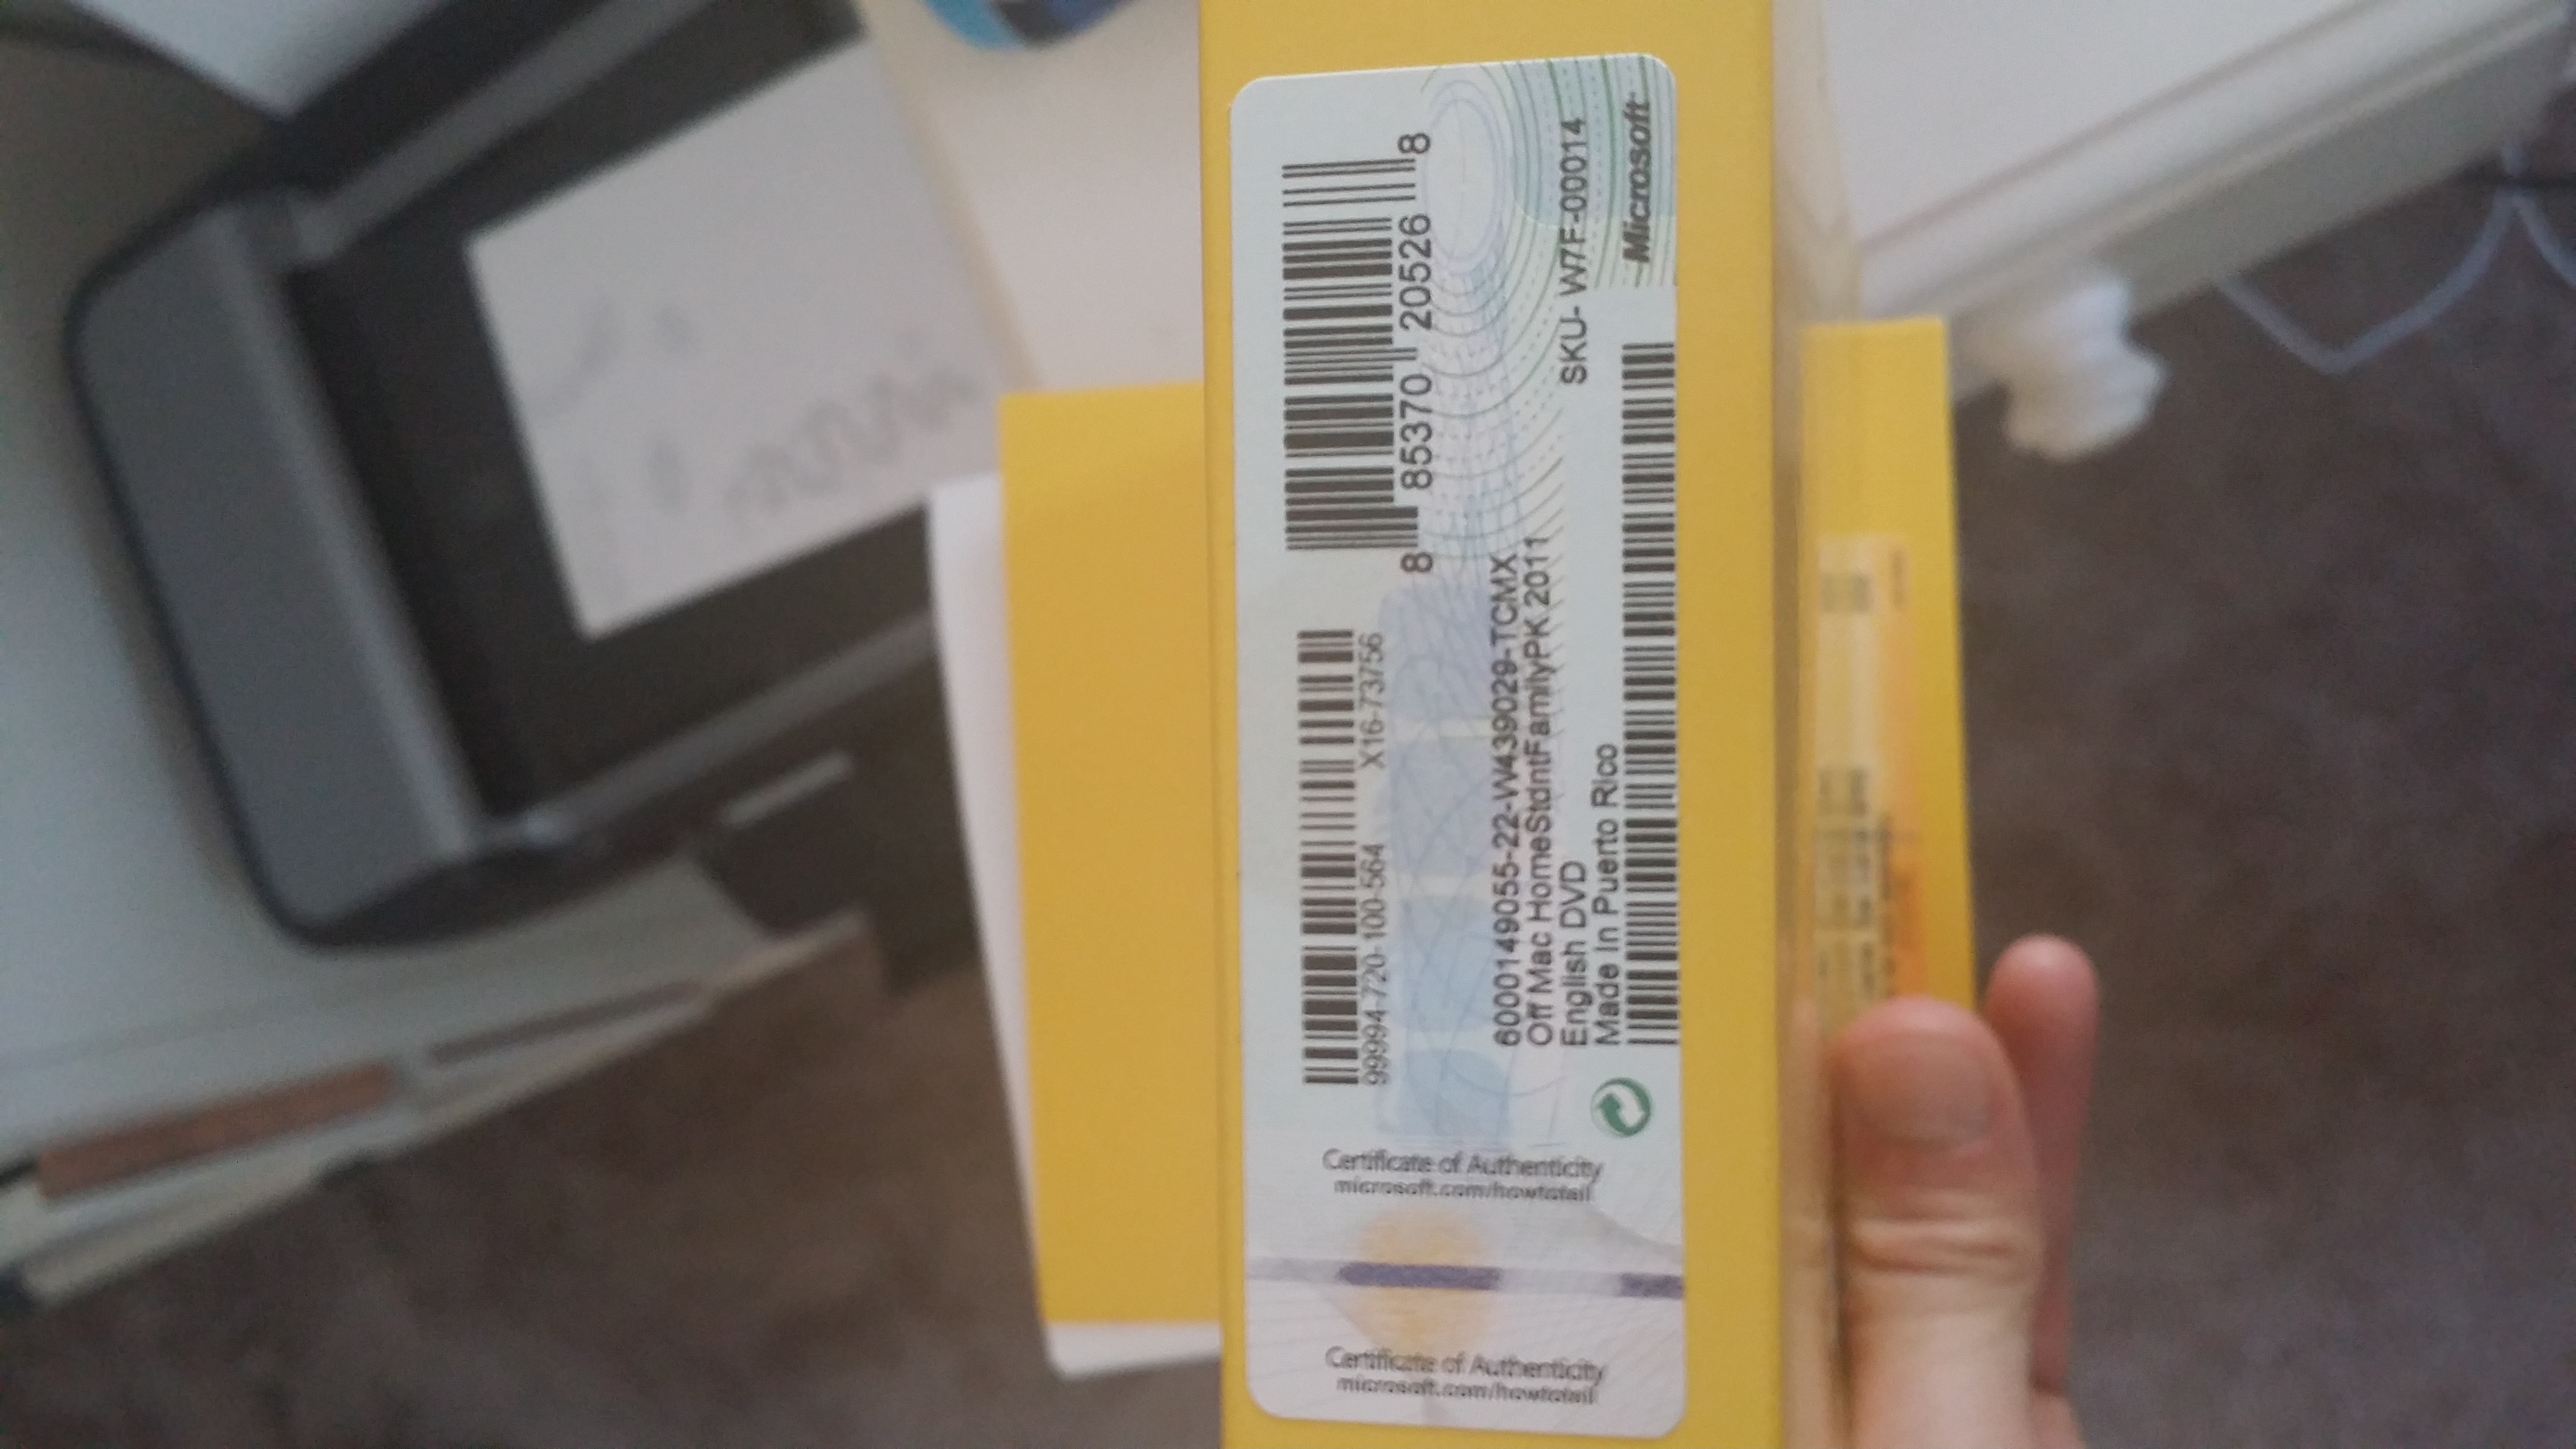 Certificate of Authenticity
microsoft.com/howtotell
Certificate of Authenticity
microsoft.com/howtotell
99994-720-100-564 X16-73756
8 85370 20526 8
6000149055-22-W439029-TCMX
Off Mac HomeStdntFamilyPK 2011
English DVD
SKU- W7F-00014
Made In Puerto Rico
Microsoft